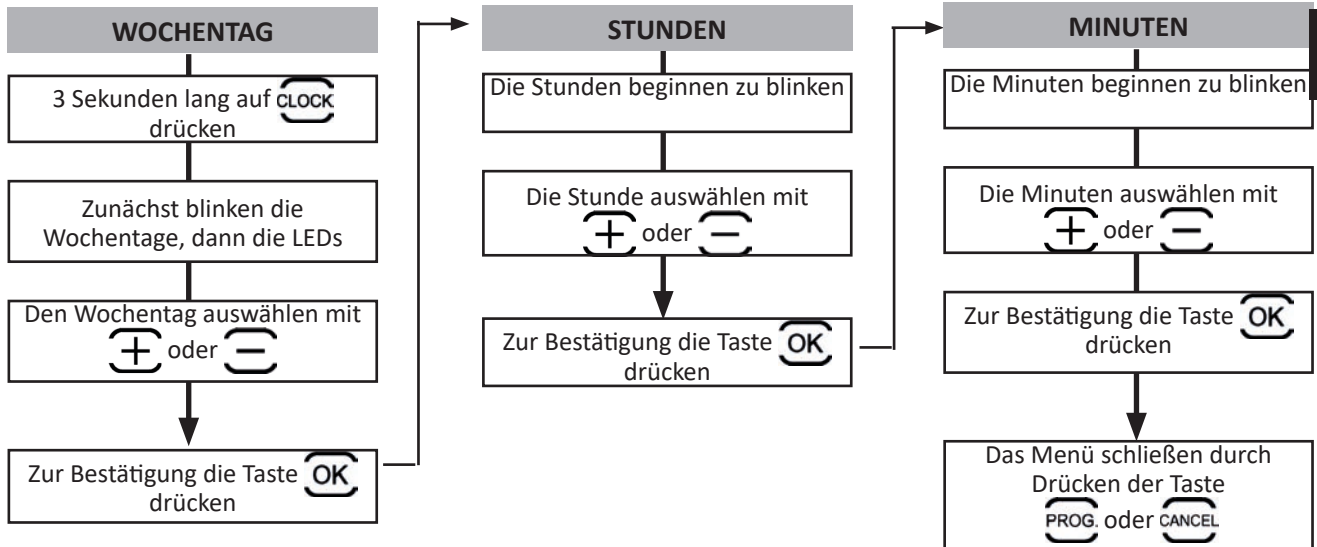 WOCHENTAG
3 Sekunden lang auf CLOCK
drücken
Zunächst blinken die
Wochentage, dann die LEDs
Den Wochentag auswählen mit
+ oder −
Zur Bestätigung die Taste OK
drücken
STUNDEN
Die Stunden beginnen zu blinken
Die Stunde auswählen mit
+ oder −
Zur Bestätigung die Taste OK
drücken
MINUTEN
Die Minuten beginnen zu blinken
Die Minuten auswählen mit
+ oder −
Zur Bestätigung die Taste OK
drücken
Das Menü schließen durch
Drücken der Taste
PROG. oder CANCEL